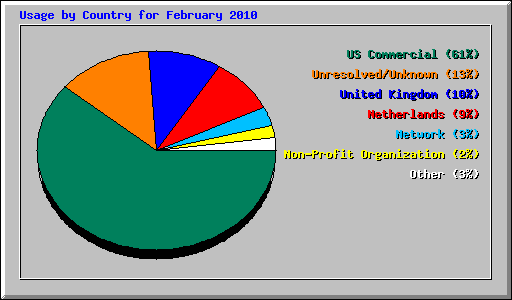 Usage by Country for February 2010
US Commercial (61%)
Unresolved/Unknown (13%)
United Kingdom (10%)
Netherlands (9%)
Network (3%)
Non-Profit Organization (2%)
Other (3%)